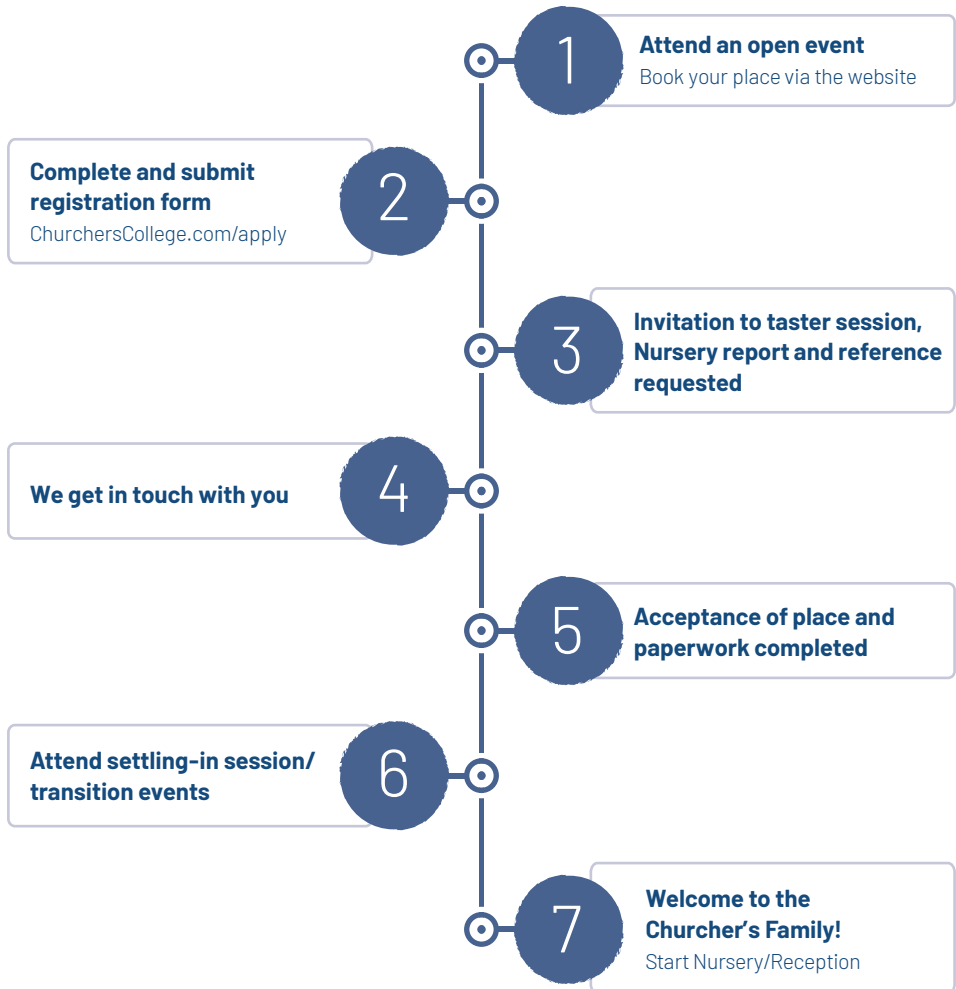 1
Attend an open event
Book your place via the website
2
Complete and submit
registration form
ChurchersCollege.com/apply
3
Invitation to taster session,
Nursery report and reference
requested
4
We get in touch with you
5
Acceptance of place and
paperwork completed
6
Attend settling-in session/
transition events
7
Welcome to the
Churcher’s Family!
Start Nursery/Reception